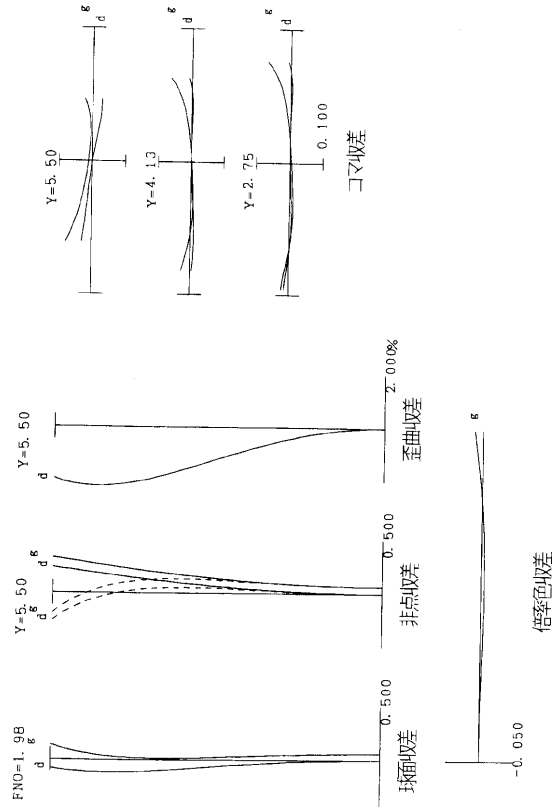 FNO=1. 98
d g
0. 500
球面収差
Y=5. 50
d g d g
0. 500
非点収差
Y=5. 50
d
2. 000%
歪曲収差
-0. 050
g
倍率色収差
Y=5. 50
g
d
Y=4. 13
g
d
Y=2. 75
g
d
0. 100
コマ収差